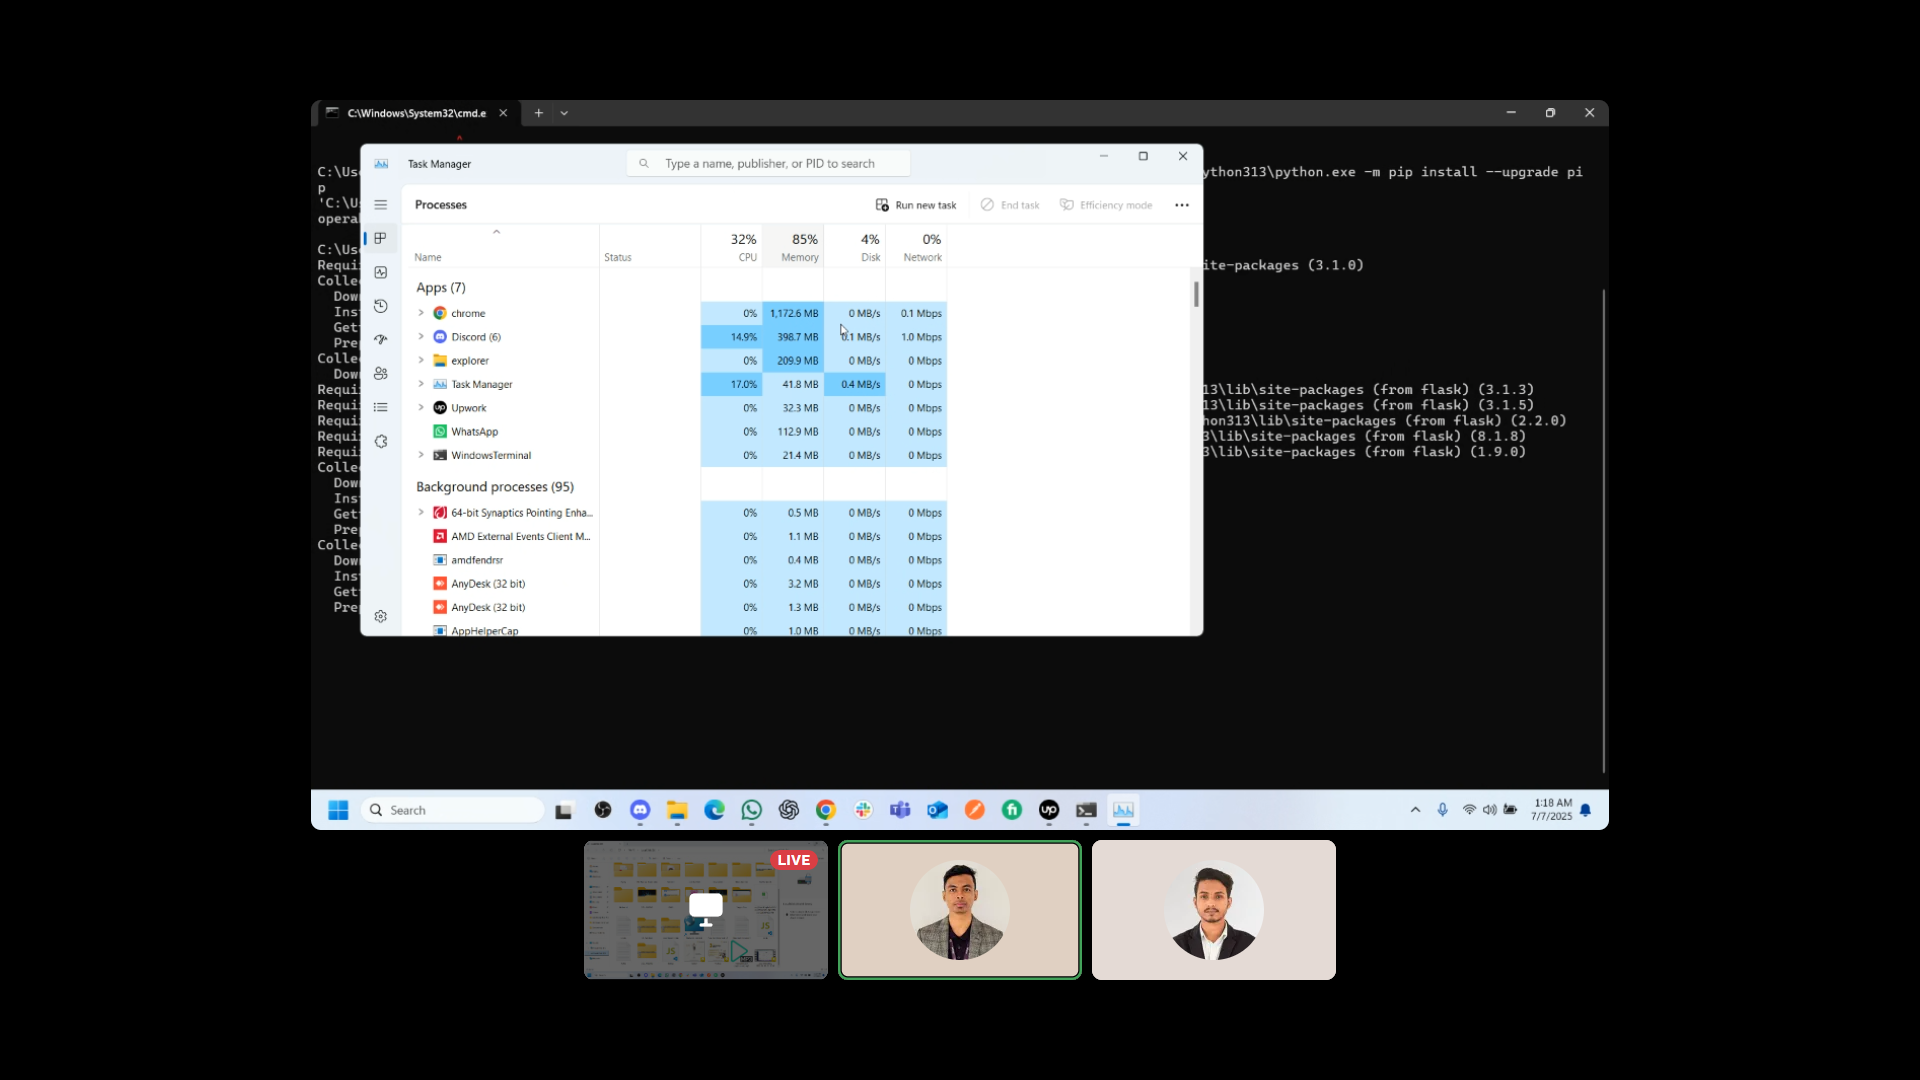 C:\Windows\System32\cmd.e
Task Manager
Type a name, publisher, or PID to search
C:\Us
ython313\python.exe -m pip install --upgrade pi
p
'C:\U
opera
Processes
Run new task
End task
Efficiency mode
32%
85%
4%
0%
Name
Status
CPU
Memory
Disk
Network
C:\Us
Requi
ite-packages (3.1.0)
Colle
Dow
Ins
Get
Pre
Colle
Dow
Requi
13\lib\site-packages (from flask) (3.1.3)
Requi
13\lib\site-packages (from flask) (3.1.5)
Requi
hon313\lib\site-packages (from flask) (2.2.0)
Requi
3\lib\site-packages (from flask) (8.1.8)
Requi
3\lib\site-packages (from flask) (1.9.0)
Colle
Dow
Ins
Get
Pre
Colle
Dow
Ins
Get
Pre
Apps (7)
chrome 0% 1,172.6 MB 0 MB/s 0.1 Mbps
Discord (6) 14.9% 398.7 MB 0.1 MB/s 1.0 Mbps
explorer 0% 209.9 MB 0 MB/s 0 Mbps
Task Manager 17.0% 41.8 MB 0.4 MB/s 0 Mbps
Upwork 0% 32.3 MB 0 MB/s 0 Mbps
WhatsApp 0% 112.9 MB 0 MB/s 0 Mbps
WindowsTerminal 0% 21.4 MB 0 MB/s 0 Mbps
Background processes (95)
64-bit Synaptics Pointing Enha... 0% 0.5 MB 0 MB/s 0 Mbps
AMD External Events Client M... 0% 1.1 MB 0 MB/s 0 Mbps
amdfendrsr 0% 0.4 MB 0 MB/s 0 Mbps
AnyDesk (32 bit) 0% 3.2 MB 0 MB/s 0 Mbps
AnyDesk (32 bit) 0% 1.3 MB 0 MB/s 0 Mbps
AppHelperCap 0% 1.0 MB 0 MB/s 0 Mbps
Search
up
1:18 AM
7/7/2025
LIVE